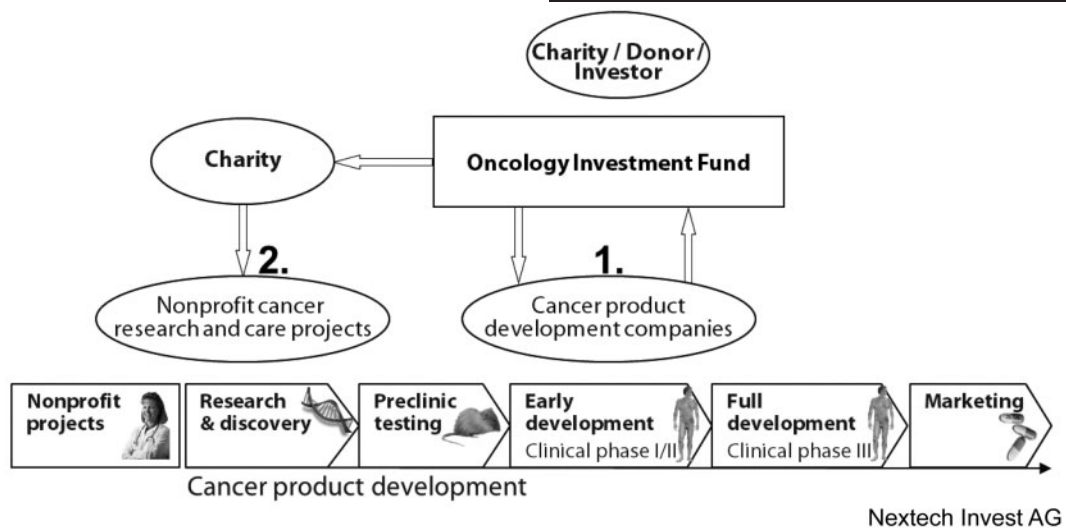 Charity / Donor /
Investor
Charity
Oncology Investment Fund
2.
1.
Nonprofit cancer
research and care projects
Cancer product
development companies
Nonprofit
projects
Research
& discovery
Preclinic
testing
Early
development
Clinical phase I/II
Full
development
Clinical phase III
Marketing
Cancer product development
Nextech Invest AG